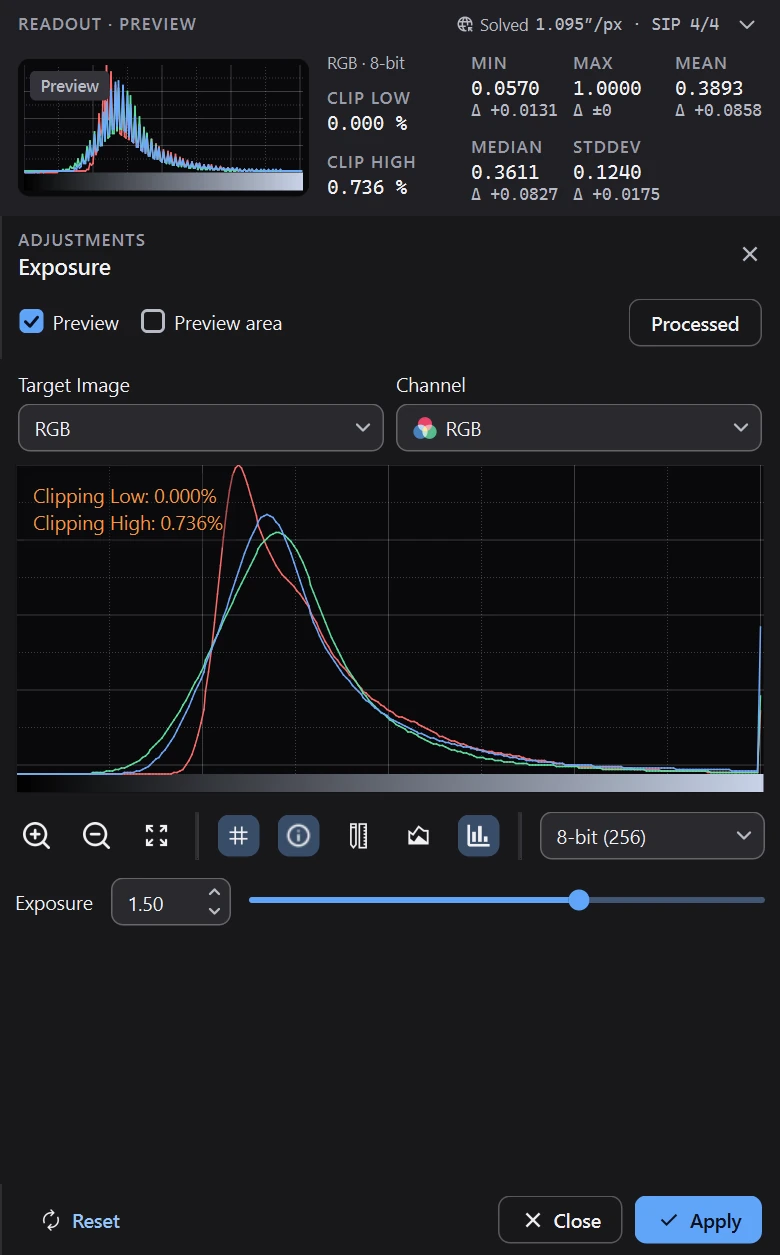 READOUT · PREVIEW
Solved 1.095″/px · SIP 4/4
Preview
RGB · 8-bit
CLIP LOW
0.000 %
CLIP HIGH
0.736 %
MIN
0.0570
Δ +0.0131
MAX
1.0000
Δ ±0
MEAN
0.3893
Δ +0.0858
MEDIAN
0.3611
Δ +0.0827
STDDEV
0.1240
Δ +0.0175
ADJUSTMENTS
Exposure
Preview
Preview area
Processed
Target Image
Channel
RGB
RGB
Clipping Low: 0.000%
Clipping High: 0.736%
8-bit (256)
Exposure
1.50
Reset
Close
Apply